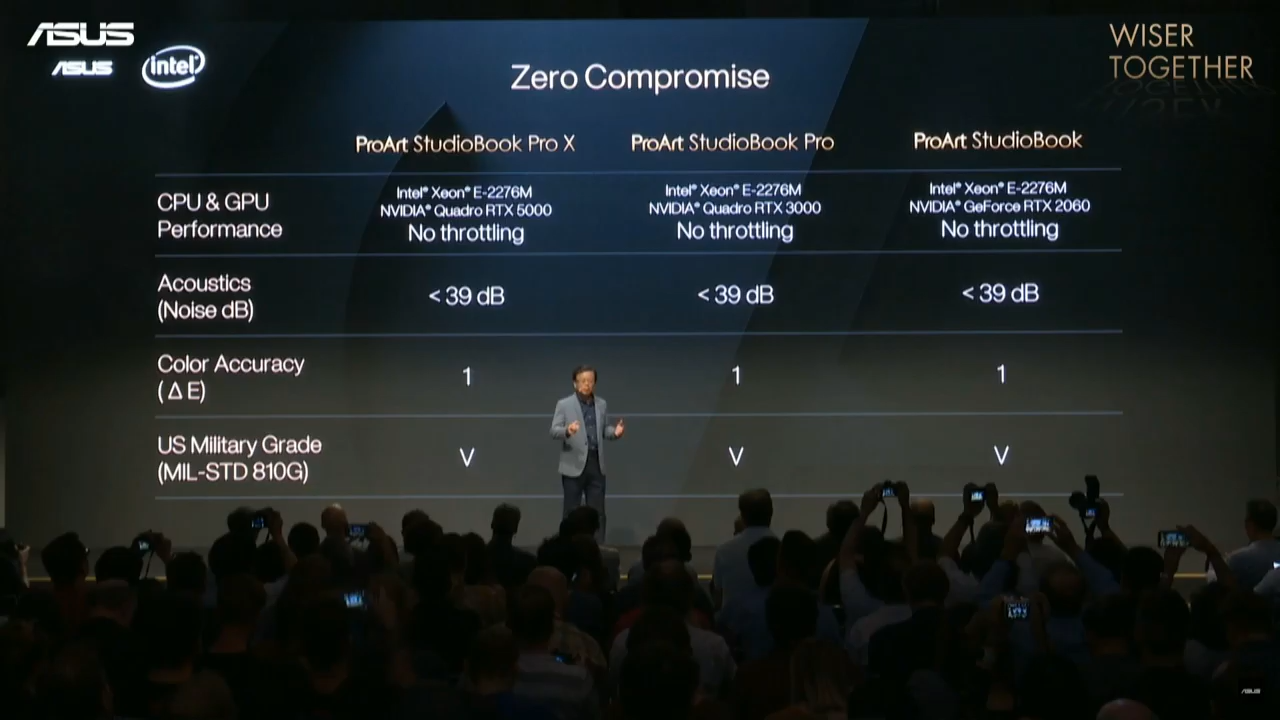 ASUS
ASUS intel
WISER
TOGETHER
Zero Compromise
ProArt StudioBook Pro X ProArt StudioBook Pro ProArt StudioBook
CPU & GPU
Performance
Intel® Xeon® E-2276M
NVIDIA® Quadro RTX 5000
No throttling
Intel® Xeon® E-2276M
NVIDIA® Quadro RTX 3000
No throttling
Intel® Xeon® E-2276M
NVIDIA® GeForce RTX 2060
No throttling
Acoustics
(Noise dB)
< 39 dB < 39 dB < 39 dB
Color Accuracy
( Δ E)
1 1 1
US Military Grade
(MIL-STD 810G)
V V V
ASUS